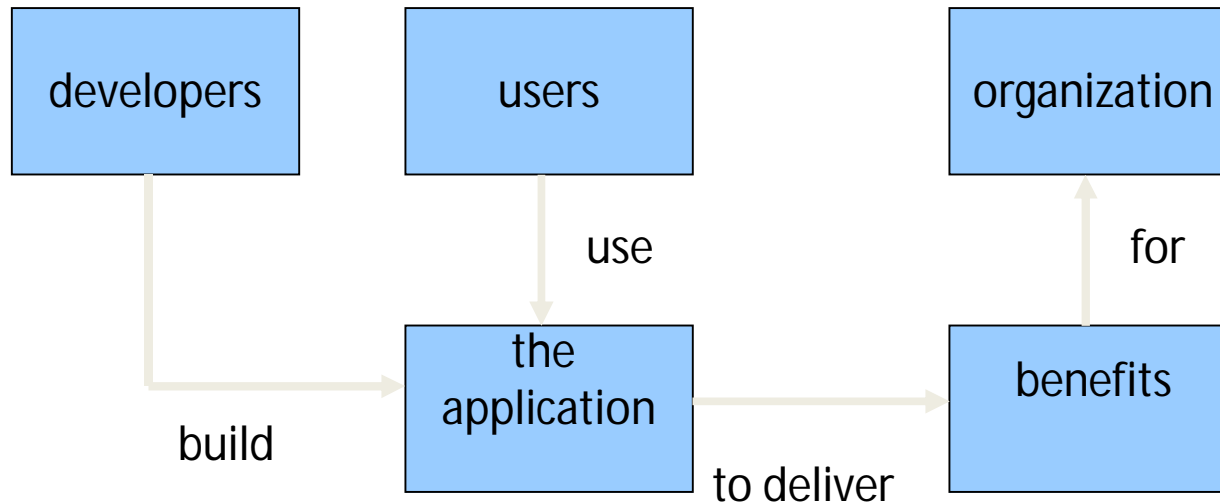 developers
users
organization
use
for
the
application
benefits
build
to deliver